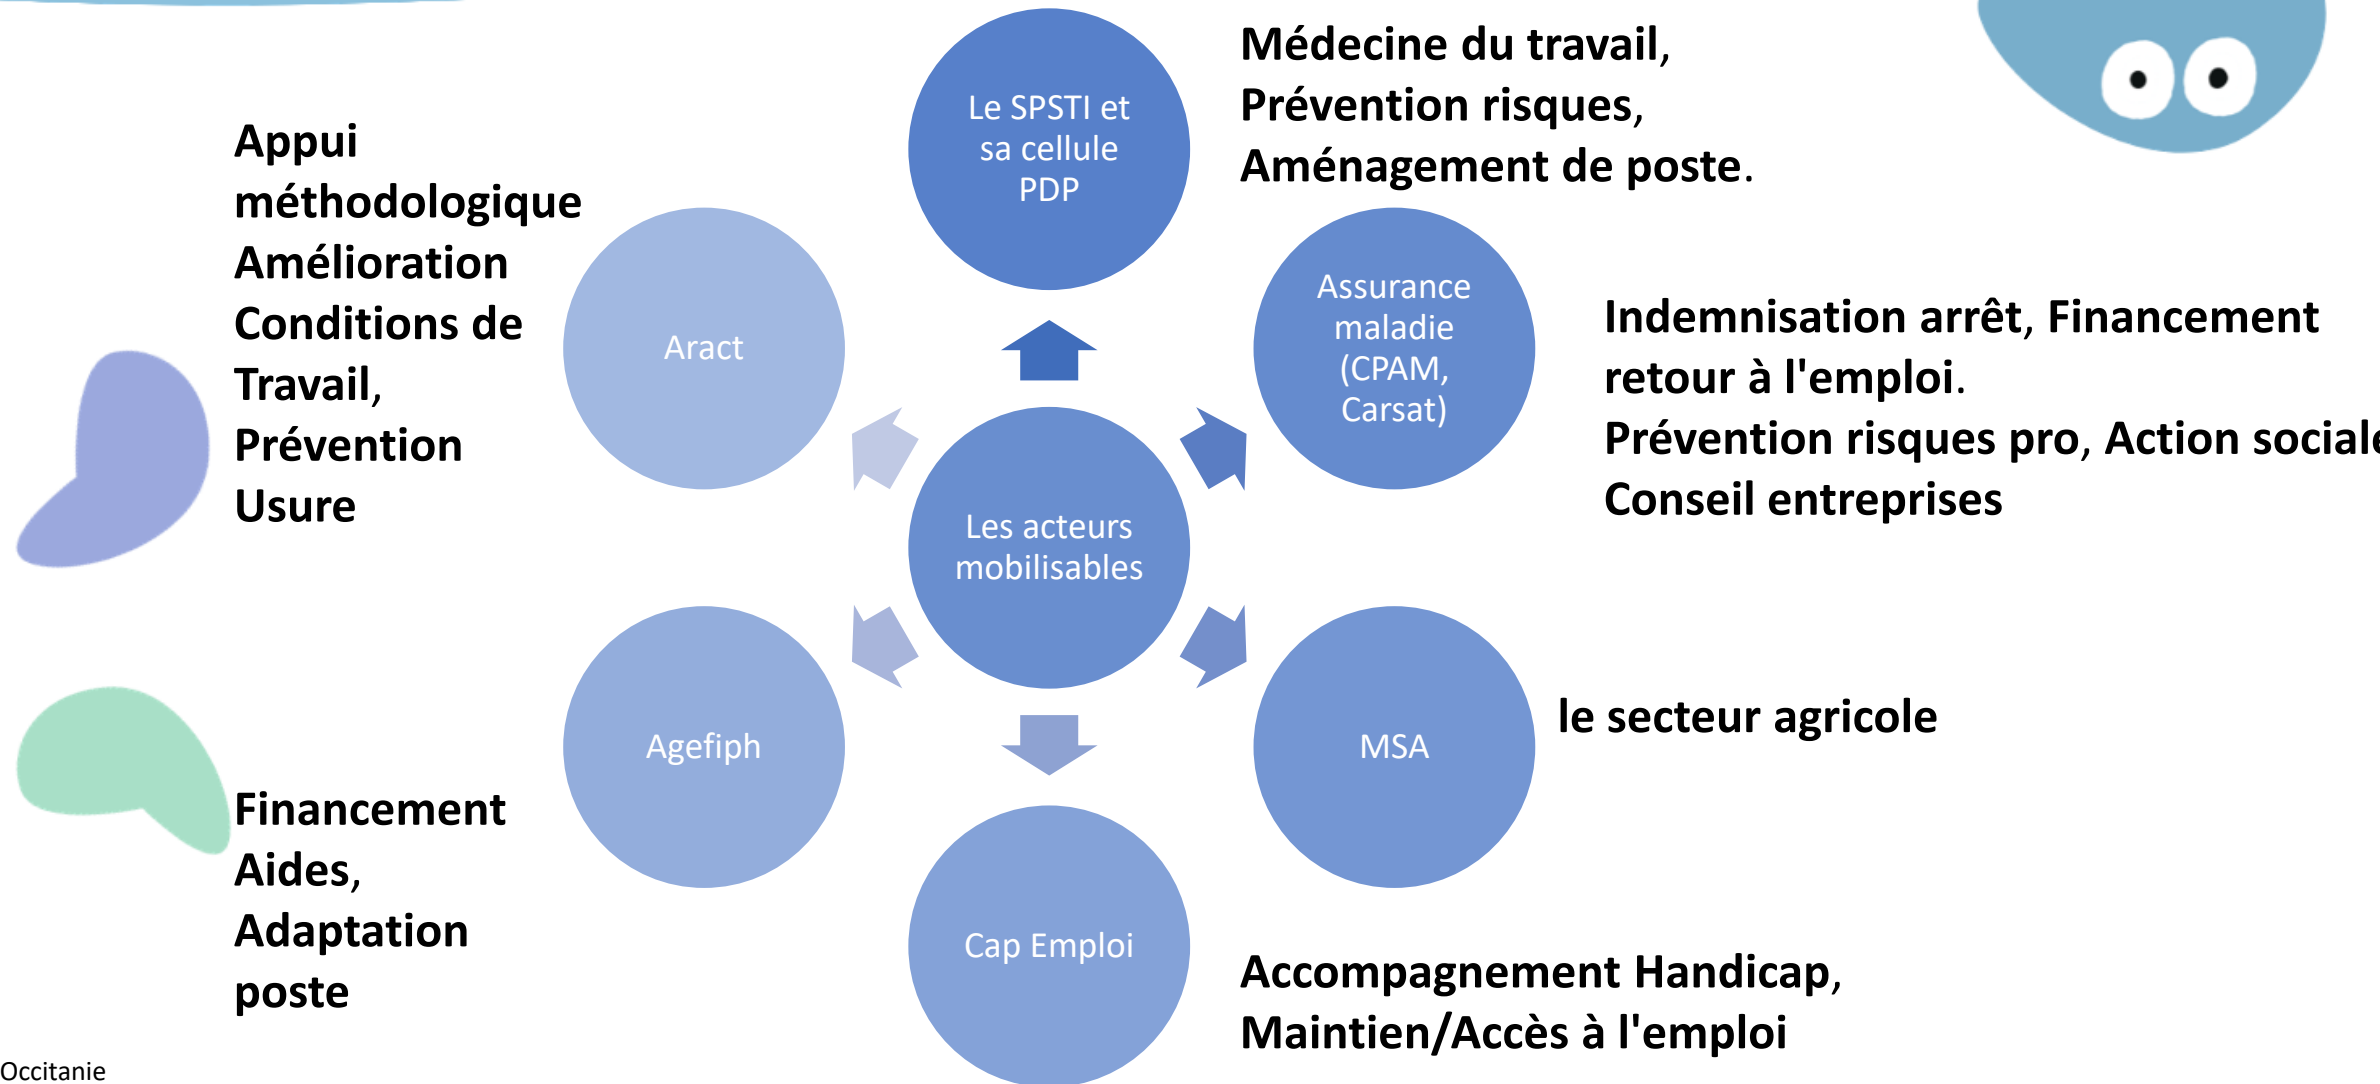 Le SPSTI et
sa cellule
PDP
Médecine du travail,
Prévention risques,
Aménagement de poste.
Appui
méthodologique
Amélioration
Conditions de
Travail,
Prévention
Usure
Aract
Assurance
maladie
(CPAM,
Carsat)
Indemnisation arrêt, Financement
retour à l'emploi.
Prévention risques pro, Action sociale
Conseil entreprises
Les acteurs
mobilisables
Agefiph
Financement
Aides,
Adaptation
poste
MSA
le secteur agricole
Cap Emploi
Accompagnement Handicap,
Maintien/Accès à l'emploi
Occitanie